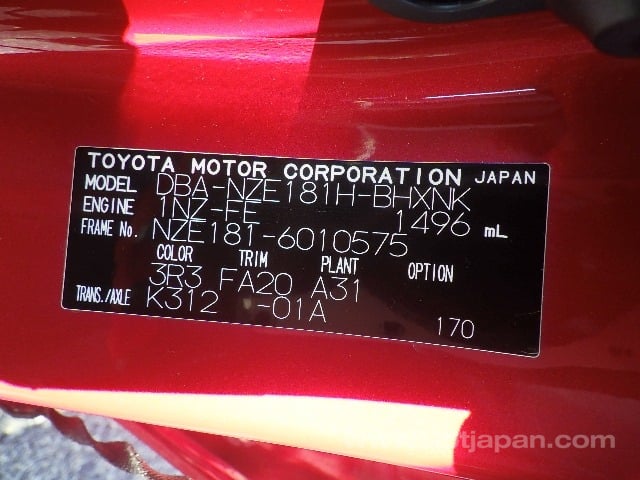 TOYOTA MOTOR CORPORATION JAPAN
MODEL DBA-NZE181H-BHXNK
ENGINE 1NZ-FE 1496 mL
FRAME No. NZE181-6010575
COLOR TRIM PLANT OPTION
3R3 FA20 A31
TRANS./AXLE K312 -01A
170
japan.com